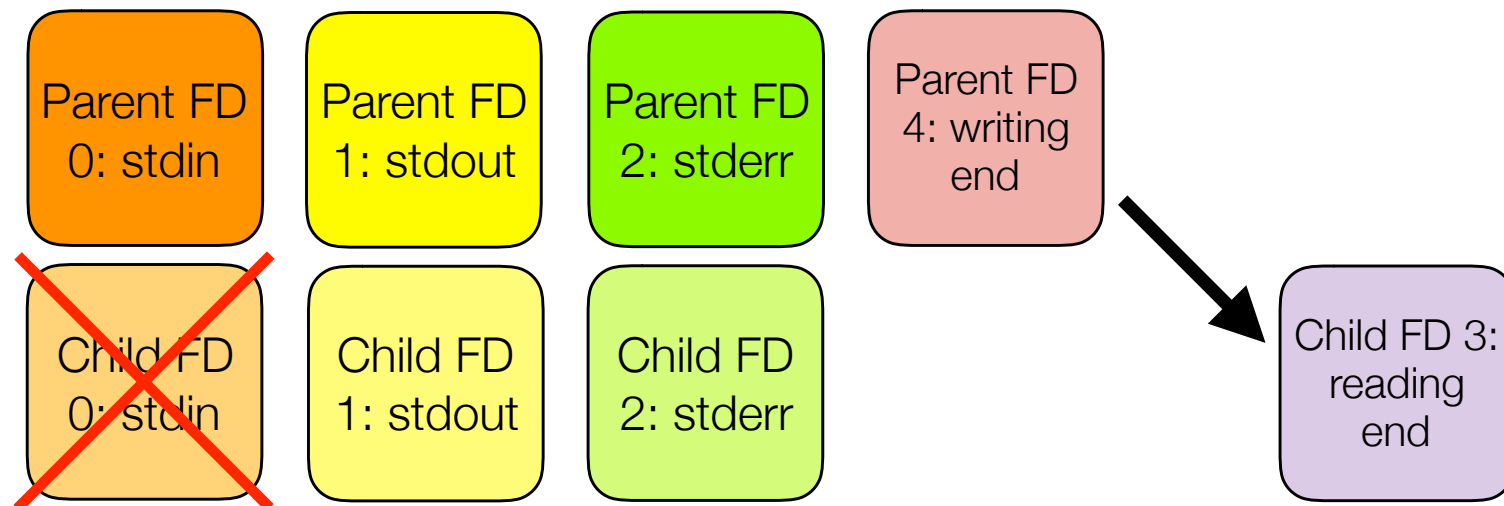 Parent FD
0: stdin
Parent FD
1: stdout
Parent FD
2: stderr
Parent FD
4: writing
end
Child FD
0: stdin
Child FD
1: stdout
Child FD
2: stderr
Child FD 3:
reading
end